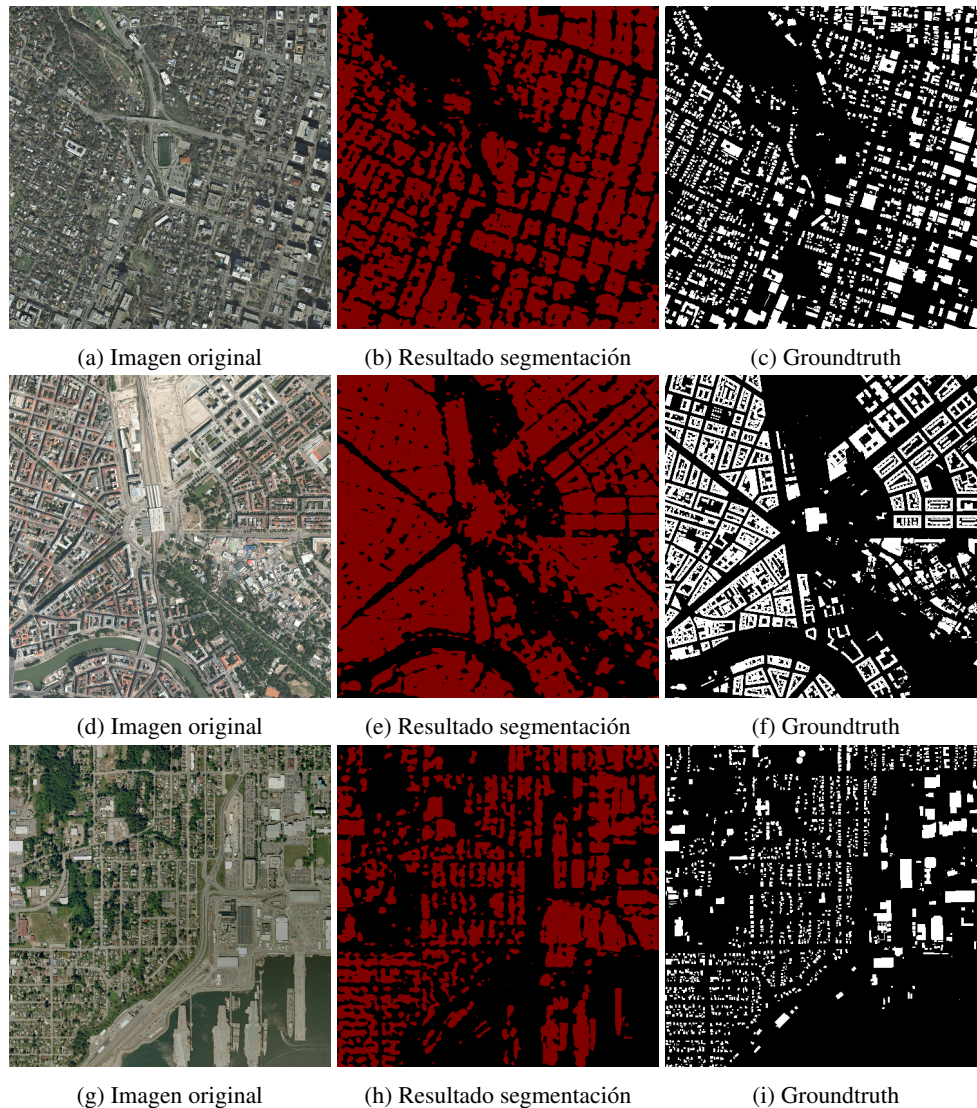 (a) Imagen original
(b) Resultado segmentación
(c) Groundtruth
(d) Imagen original
(e) Resultado segmentación
(f) Groundtruth
(g) Imagen original
(h) Resultado segmentación
(i) Groundtruth